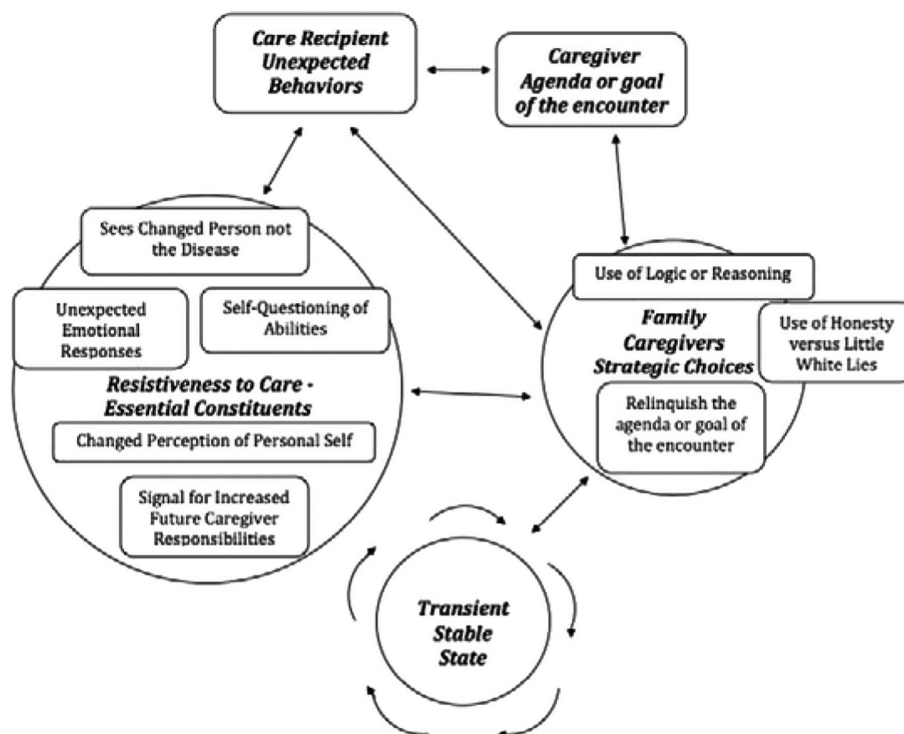 Care Recipient
Unexpected
Behaviors
Caregiver
Agenda or goal
of the encounter
Sees Changed Person not
the Disease
Unexpected
Emotional
Responses
Self-Questioning of
Abilities
Resistiveness to Care -
Essential Constituents
Changed Perception of Personal Self
Signal for Increased
Future Caregiver
Responsibilities
Use of Logic or Reasoning
Family
Caregivers
Strategic Choices
Use of Honesty
versus Little
White Lies
Relinquish the
agenda or goal of
the encounter
Transient
Stable
State